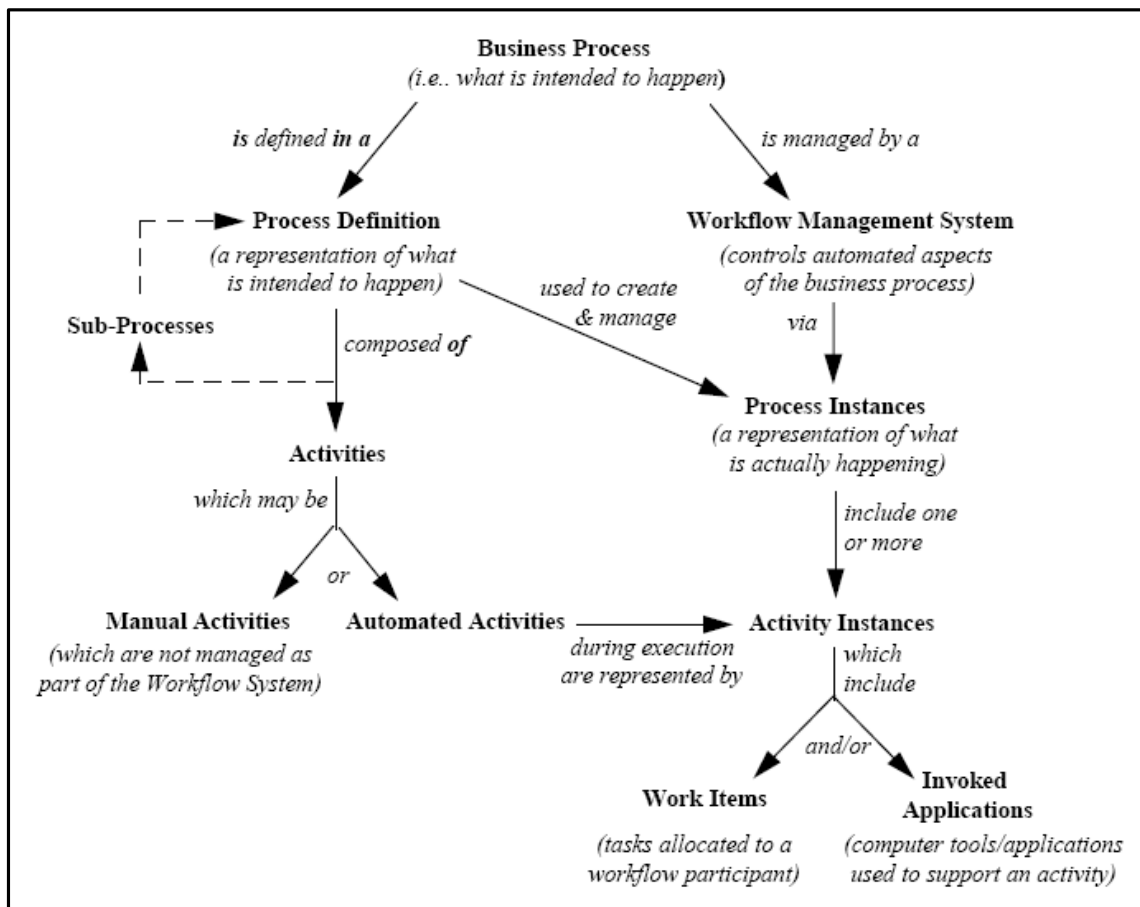 Business Process
(i.e.. what is intended to happen)
is defined in a
is managed by a
Process Definition
(a representation of what
is intended to happen)
Workflow Management System
(controls automated aspects
of the business process)
used to create
& manage
via
Sub-Processes
composed of
Process Instances
(a representation of what
is actually happening)
Activities
which may be
include one
or more
or
Manual Activities
(which are not managed as
part of the Workflow System)
Automated Activities
during execution
are represented by
Activity Instances
which
include
and/or
Work Items
(tasks allocated to a
workflow participant)
Invoked
Applications
(computer tools/applications
used to support an activity)